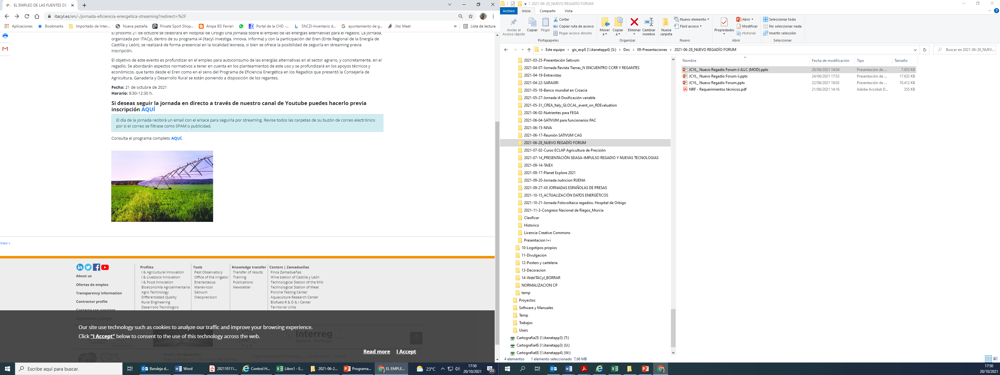 EL EMPLEO DE LAS FUENTES DE
itacyl.es/en/-/jornada-eficiencia-energetica-streaming?redirect=%2F
Aplicaciones
Bookmarks
Importado de Inter...
Nueva pestaña
Private Sport Shop...
Ampa IES Ferrari
Portal de la CHD -...
SNCZI-Inventario d...
ayuntamiento de g...
Jitsi Meet
»
Lista de lectura
El próximo 21 de octubre se celebrará en Hospital de Órbigo una jornada sobre el empleo de las energías alternativas para el regadío. La jornada,
organizada por ITACyL dentro de su programa i4 (Itacyl Investiga, Innova, Informa) y con la participación del Eren (Ente Regional de la Energía de
Castilla y León), se realizará de forma presencial en la localidad leonesa, si bien se ofrece la posibilidad de seguirla en streaming previa
inscripción.
El objetivo de este evento es profundizar en el empleo para autoconsumo de las energías alternativas en el sector agrario, y concretamente, en el
regadío. Se abordarán aspectos normativos a tener en cuenta en los planteamientos de este uso y se profundizará en los apoyos técnicos y
económicos, que tanto desde el Eren como en el seno del Programa de Eficiencia Energética en los Regadíos que presentó la Consejería de
Agricultura, Ganadería y Desarrollo Rural se están poniendo a disposición de los regantes.
Fecha: 21 de octubre de 2021
Horario: 9:30-12:30 h.
Si deseas seguir la jornada en directo a través de nuestro canal de Youtube puedes hacerlo previa
inscripción AQUÍ
El día de la jornada recibirá un email con el enlace para seguirla por streaming. Revise todos las carpetas de su buzón de correo electrónico
por si el correo se filtrase como SPAM o publicidad.
Consulta el programa completo AQUÍ.
View »
About us
Ofertas de empleo
Transparency information
Contractor profile
Contacta con nosotros
Sugerencias y quejas
Profiles
I & Agricultural Innovation
I & Livestock Innovation
I & Food Innovation
Bioeconomía Agroalimentaria
Agro Technology
Differentiated Quality
Rural Engineering
Desarrollo Tecnólogico
Tools
Pest Observatory
Office of the irrigator
Enerlacteous
Manev-tool
Sativum
Oleoprecision
Knowledge transfer
Transfer of results
Training
Publications
Newsletter
Centers | Zamadueñas
Finca Zamadueñas
Wine station of Castilla y León
Technological Station of the Milk
Technological Station of Meat
Porcine Testing Center
Aquaculture Research Center
Biofuels R & D & i Center
Territorial Units
Our site use technology such as cookies to analyze our traffic and improve your browsing experience.
Click "I Accept" below to consent to the use of this technology across the web.
Interreg
España - Portugal
Read more
I Accept
ITACYL Headquarters
Legal Notice and Privacy Policy
Cookies Policy
Sitemap
Escribe aquí para buscar.
Bandeja d...
Word
202110111...
Control H...
Libro1 - E...
2021-06-2...
Programa...
EL EMPLE...
23°C
17:50
20/10/2021
20
2021-06-28_NUEVO REGADÍO FORUM
Archivo
Inicio
Compartir
Vista
Anclar al
Acceso rápido
Copiar
Pegar
Cortar
Copiar ruta de acceso
Pegar acceso directo
Portapapeles
Mover
a
Copiar
a
Eliminar
Cambiar
nombre
Organizar
Nueva
carpeta
Nuevo elemento
Fácil acceso
Nuevo
Propiedades
Abrir
Modificar
Historial
Abrir
Seleccionar todo
No seleccionar nada
Invertir selección
Seleccionar
Este equipo > gis_exp$ (\\itanetapp4) (S:) > Doc > 09-Presentaciones > 2021-06-28_NUEVO REGADÍO FORUM
Buscar en 2021-06-28_NUEV...
2021-03-25-Presentación Sativum
2021-04-07-Jornada Revista Tierras_IV ENCUENTRO CCRR Y REGANTES
2021-04-19-Entrevistas
2021-04-22-SARAGRI
2021-05-18-Banco mundial en Croacia
2021-05-27-Jornada i4 Dosificación variable
2021-05-31_CREA_Italy_GLOCAL_event_on_RDEvaluation
2021-06-02-Nutrientes para FEGA
2021-06-04-SATIVUM para funcionarios PAC
2021-06-15-NIVA
2021-06-17-Reunión SATIVUM CAG
2021-06-28_NUEVO REGADÍO FORUM
2021-07-02-Curso ECLAP Agricultura de Precisión
2021-07-14_PRESENTACIÓN SEIASA-IMPULSO REGADIO Y NUEVAS TECNOLOGIAS
2021-09-14-TAIEX
2021-09-17-Planet Explore 2021
2021-09-20-Jornada nutricion RUENA
2021-09-27-XII JORNADAS ESPAÑOLAS DE PRESAS
2021-10-15_ACTUALIZACIÓN DATOS ENERGÉTICOS
2021-10-21-Jornada Fotovoltaica regadios. Hospital de Orbigo
2021-11-3-Congreso Nacional de Riegos_Murcia
Clasificar
Historico
Licencia Creative Commons
Presentacion I+i
10-Logotipos propios
11-Divulgacion
12-Posters y carteleria
13-Decoracion
14-WebITACyl_BORRAR
NORMALIZACION CP
temp
Proyectos
Software y Manuales
Temp
Trabajos
Users
Cartografia2$ (\\itanetapp3) (T:)
Cartografia4$ (\\itanetapp3) (U:)
Cartografia6$ (\\itanetapp4) (W:)
Nombre
Fecha de modificación
Tipo
Tamaño
JCYL_ Nuevo Regadío Forum ii JLLC (MOD).pptx 28/06/2021 14:04 Presentación de ... 7.853 KB
JCYL_ Nuevo Regadío Forum ii.pptx 24/06/2021 17:53 Presentación de ... 17.632 KB
JCYL_ Nuevo Regadío Forum.pptx 22/06/2021 18:03 Presentación de ... 10.412 KB
NRF - Requerimientos técnicos.pdf 21/06/2021 14:16 Adobe Acrobat D... 355 KB
4 elementos
1 elemento seleccionado 7,66 MB
17:50
20/10/2021